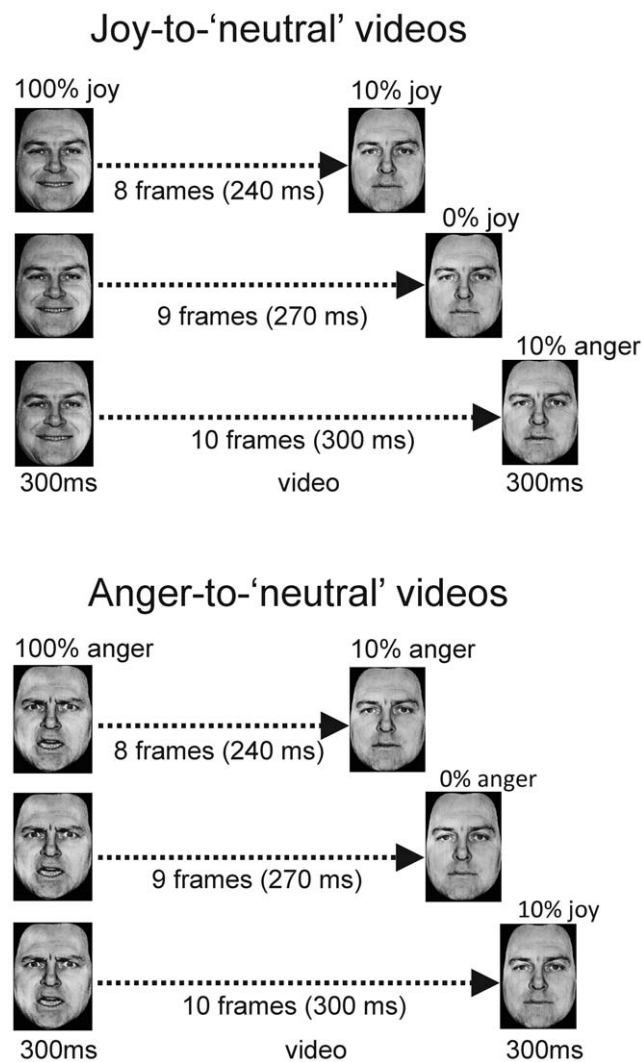 Joy-to-‘neutral’ videos
100% joy
10% joy
8 frames (240 ms)
0% joy
9 frames (270 ms)
10% anger
10 frames (300 ms)
300ms
video
300ms
Anger-to-‘neutral’ videos
100% anger
10% anger
8 frames (240 ms)
0% anger
9 frames (270 ms)
10% joy
10 frames (300 ms)
300ms
video
300ms